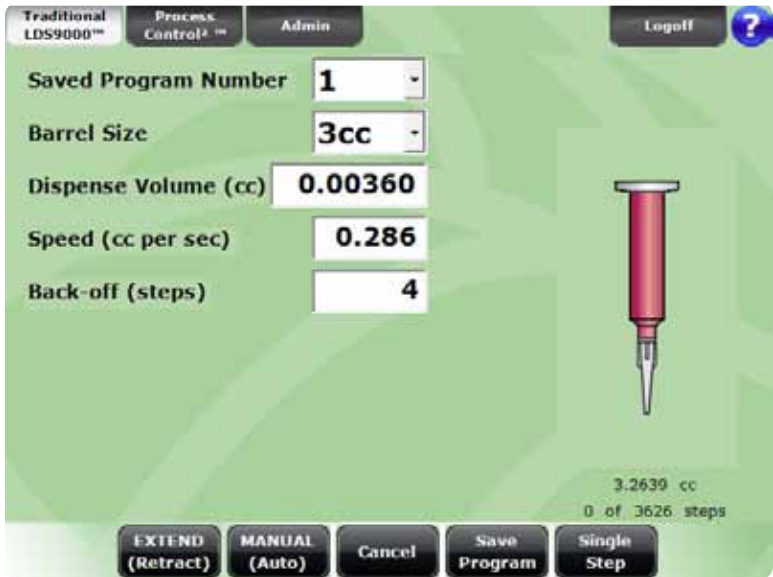 Traditional
LDS9000™
Process
Control² ™
Admin
Logoff
?
Saved Program Number 1
Barrel Size 3cc
Dispense Volume (cc) 0.00360
Speed (cc per sec) 0.286
Back-off (steps) 4
3.2639 cc
0 of 3626 steps
EXTEND
(Retract)
MANUAL
(Auto)
Cancel
Save
Program
Single
Step